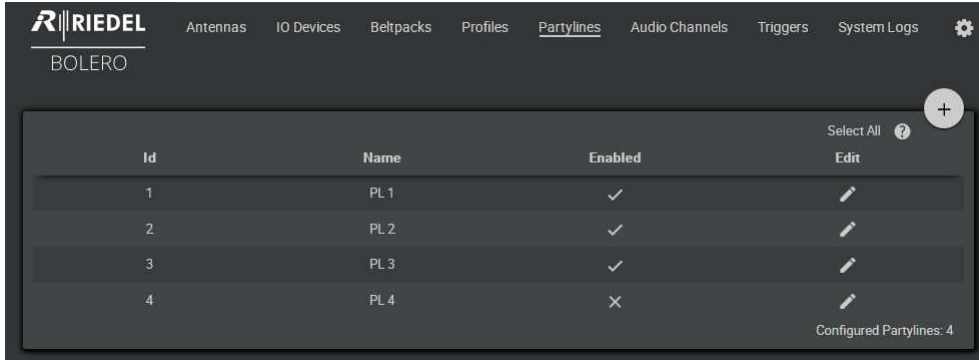 RIEDEL
BOLERO
Antennas IO Devices Beltpacks Profiles Partylines Audio Channels Triggers System Logs
Select All ?
Id Name Enabled Edit
1 PL 1
2 PL 2
3 PL 3
4 PL 4
Configured Partylines: 4